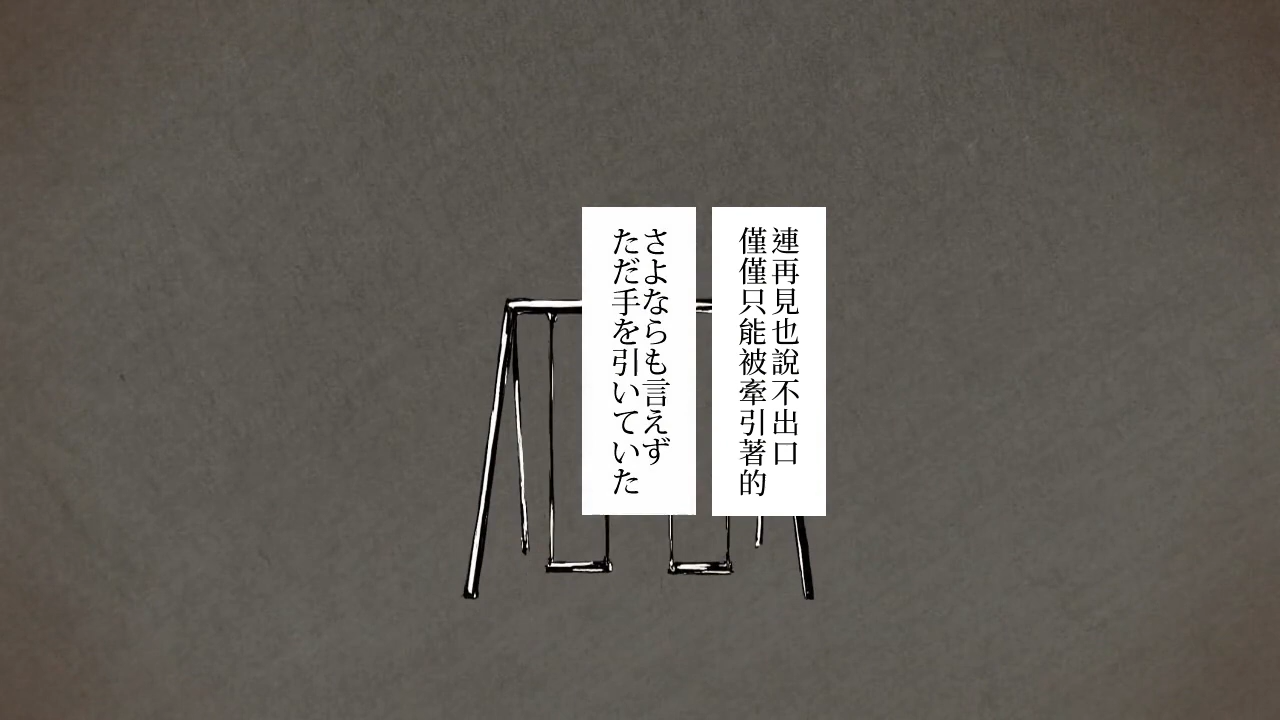 連再見也說不出口
僅僅只能被牽引著的
さよならも言えず
ただ手を引いていた